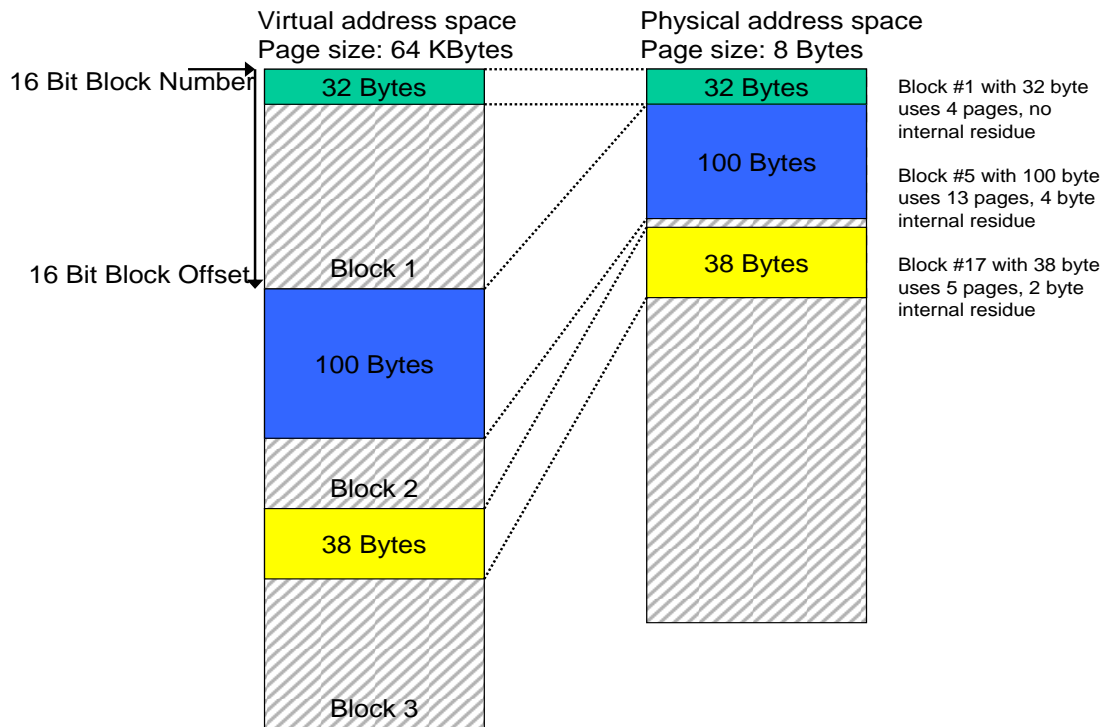 Virtual address space
Page size: 64 KBytes
Physical address space
Page size: 8 Bytes
16 Bit Block Number
32 Bytes
32 Bytes
Block #1 with 32 byte
uses 4 pages, no
internal residue
100 Bytes
Block #5 with 100 byte
uses 13 pages, 4 byte
internal residue
Block 1
16 Bit Block Offset
38 Bytes
Block #17 with 38 byte
uses 5 pages, 2 byte
internal residue
100 Bytes
Block 2
38 Bytes
Block 3